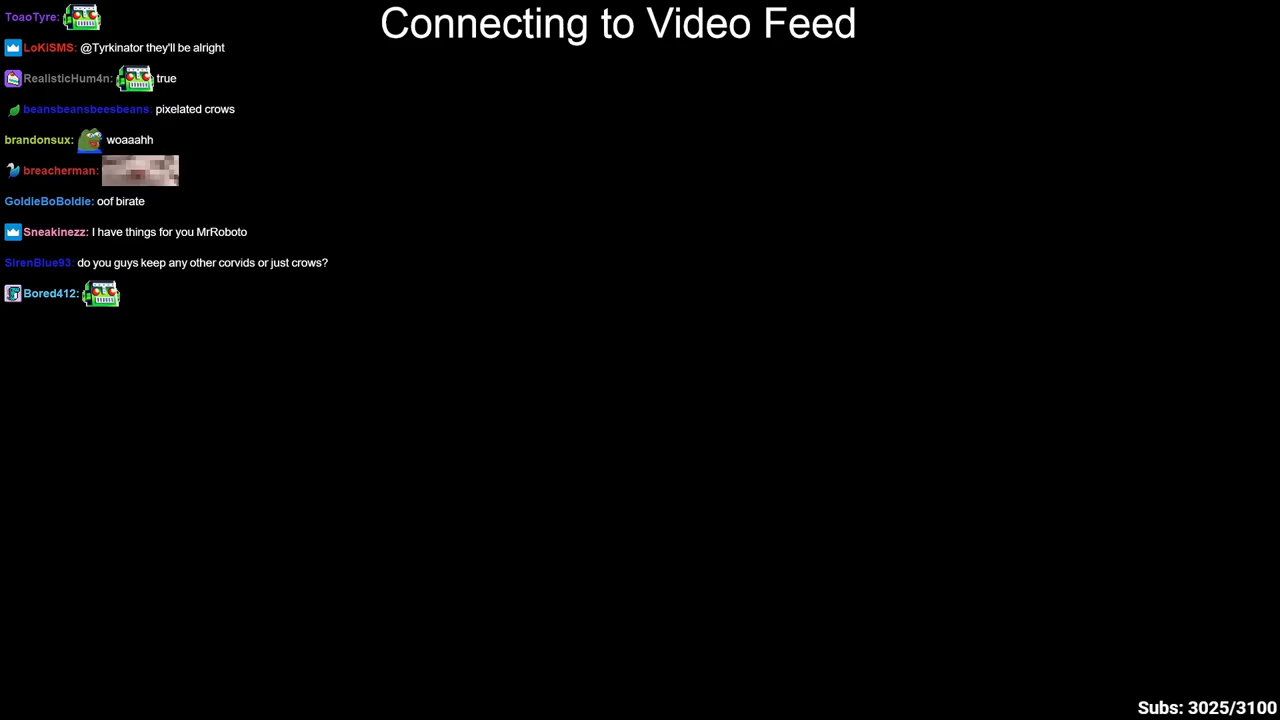 Connecting to Video Feed
ToaoTyre:
LoKiSMS: @Tyrkinator they'll be alright
RealisticHum4n: true
beansbeansbeesbeans: pixelated crows
brandonsux: woaaahh
breacherman:
GoldieBoBoldie: oof birate
Sneakinezz: I have things for you MrRoboto
SirenBlue93: do you guys keep any other corvids or just crows?
Bored412:
Subs: 3025/3100